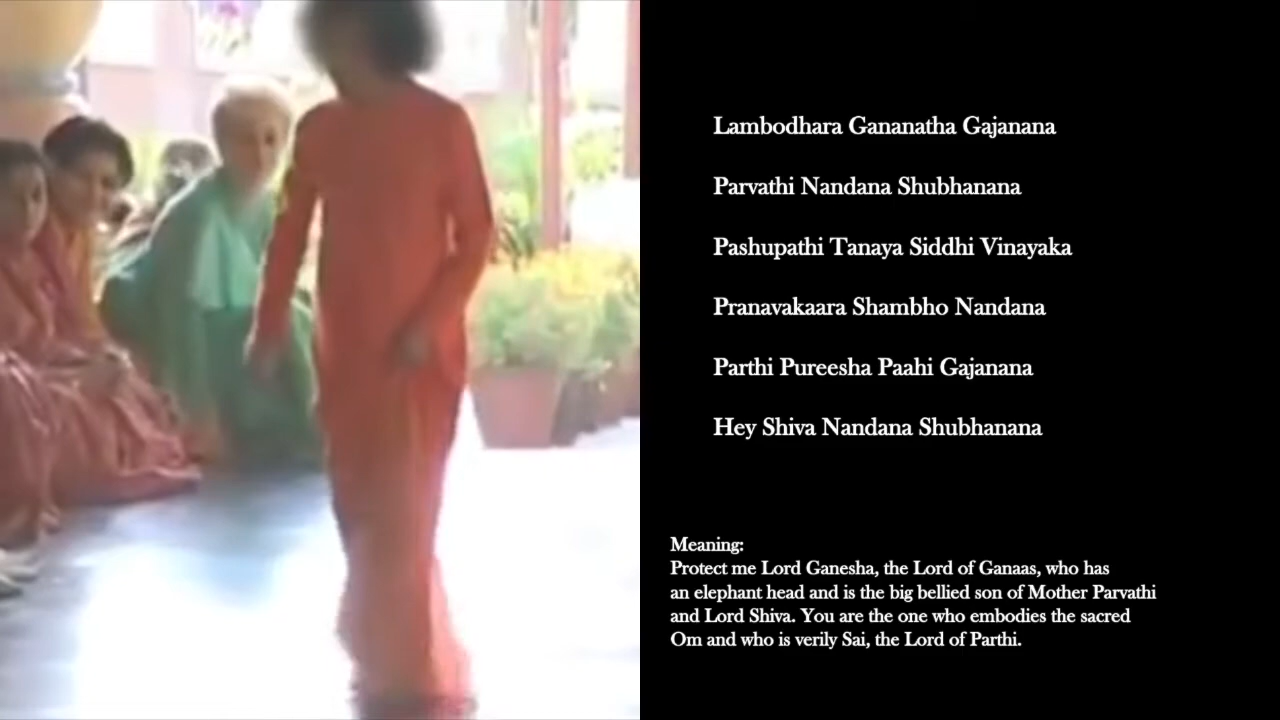 Lambodhara Gananatha Gajanana
Parvathi Nandana Shubhanana
Pashupathi Tanaya Siddhi Vinayaka
Pranavakaara Shambho Nandana
Parthi Pureesha Paahi Gajanana
Hey Shiva Nandana Shubhanana
Meaning:
Protect me Lord Ganesha, the Lord of Ganaas, who has
an elephant head and is the big bellied son of Mother Parvathi
and Lord Shiva. You are the one who embodies the sacred
Om and who is verily Sai, the Lord of Parthi.